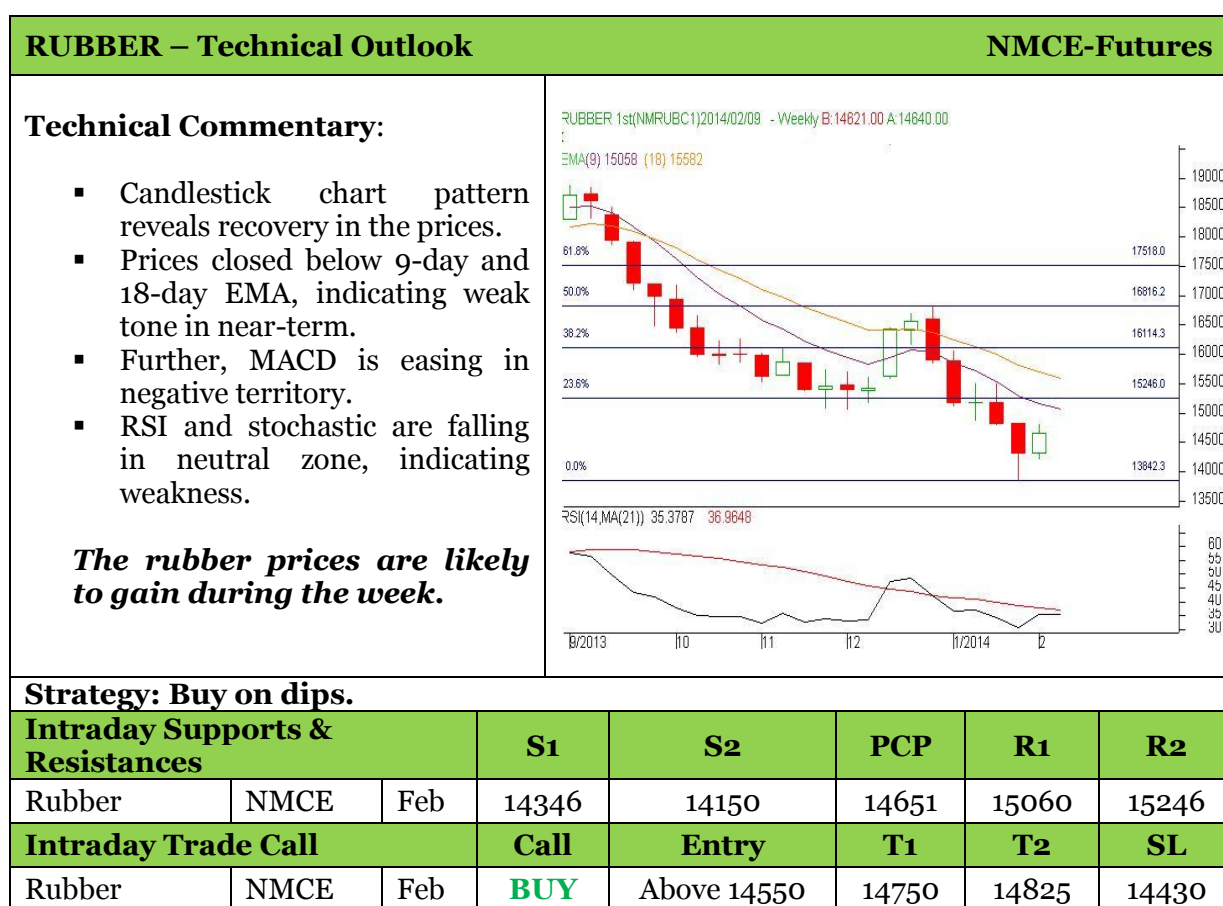 RUBBER – Technical Outlook NMCE-Futures
Technical Commentary:
▪ Candlestick chart pattern
reveals recovery in the prices.
▪ Prices closed below 9-day and
18-day EMA, indicating weak
tone in near-term.
▪ Further, MACD is easing in
negative territory.
▪ RSI and stochastic are falling
in neutral zone, indicating
weakness.
The rubber prices are likely
to gain during the week.
RUBBER 1st(NMRUBC1)2014/02/09 - Weekly B:14621.00 A:14640.00
EMA(9) 15058 (18) 15582
19000
18500
18000
61.8% 17518.0
17500
50.0% 16816.2
17000
16500
38.2% 16114.3
16000
15500
23.6% 15246.0
15000
14500
0.0% 13842.3
14000
13500
RSI(14,MA(21)) 35.3787 36.9648
60
55
50
45
40
35
30
9/2013 10 11 12 1/2014 2
Strategy: Buy on dips.
Intraday Supports &
Resistances S1 S2 PCP R1 R2
Rubber NMCE Feb 14346 14150 14651 15060 15246
Intraday Trade Call Call Entry T1 T2 SL
Rubber NMCE Feb BUY Above 14550 14750 14825 14430